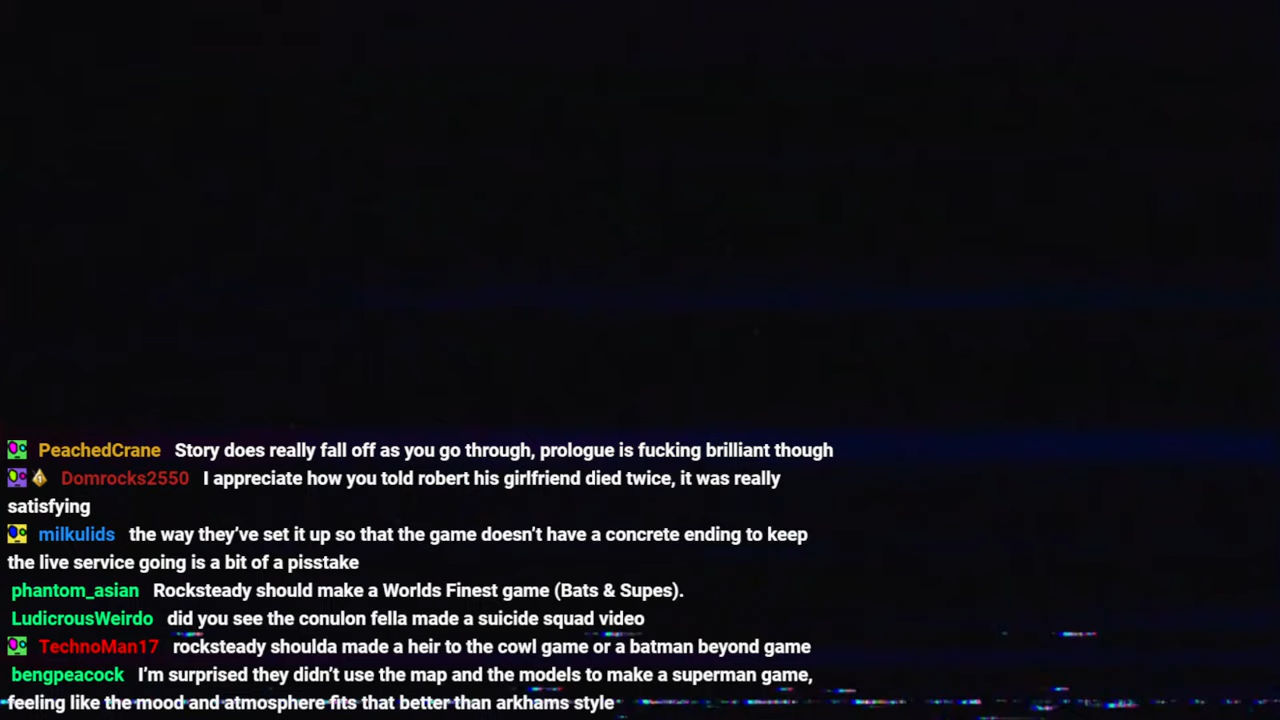 PeachedCrane Story does really fall off as you go through, prologue is fucking brilliant though
Domrocks2550 I appreciate how you told robert his girlfriend died twice, it was really
satisfying
milkulids the way they’ve set it up so that the game doesn’t have a concrete ending to keep
the live service going is a bit of a pisstake
phantom_asian Rocksteady should make a Worlds Finest game (Bats & Supes).
LudicrousWeirdo did you see the conulon fella made a suicide squad video
TechnoMan17 rocksteady shoulda made a heir to the cowl game or a batman beyond game
bengpeacock I’m surprised they didn’t use the map and the models to make a superman game,
feeling like the mood and atmosphere fits that better than arkhams style